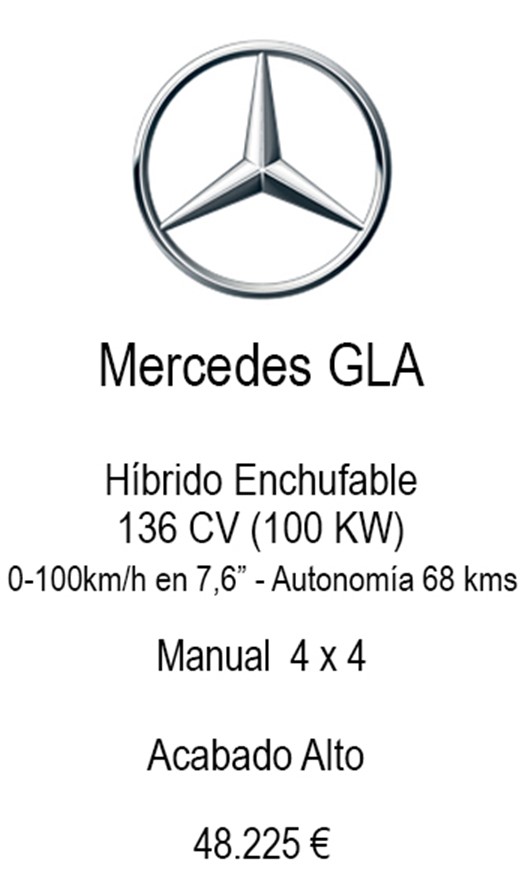 Mercedes GLA
Híbrido Enchufable
136 CV (100 KW)
0-100km/h en 7,6” - Autonomía 68 kms
Manual 4 x 4
Acabado Alto
48.225 €